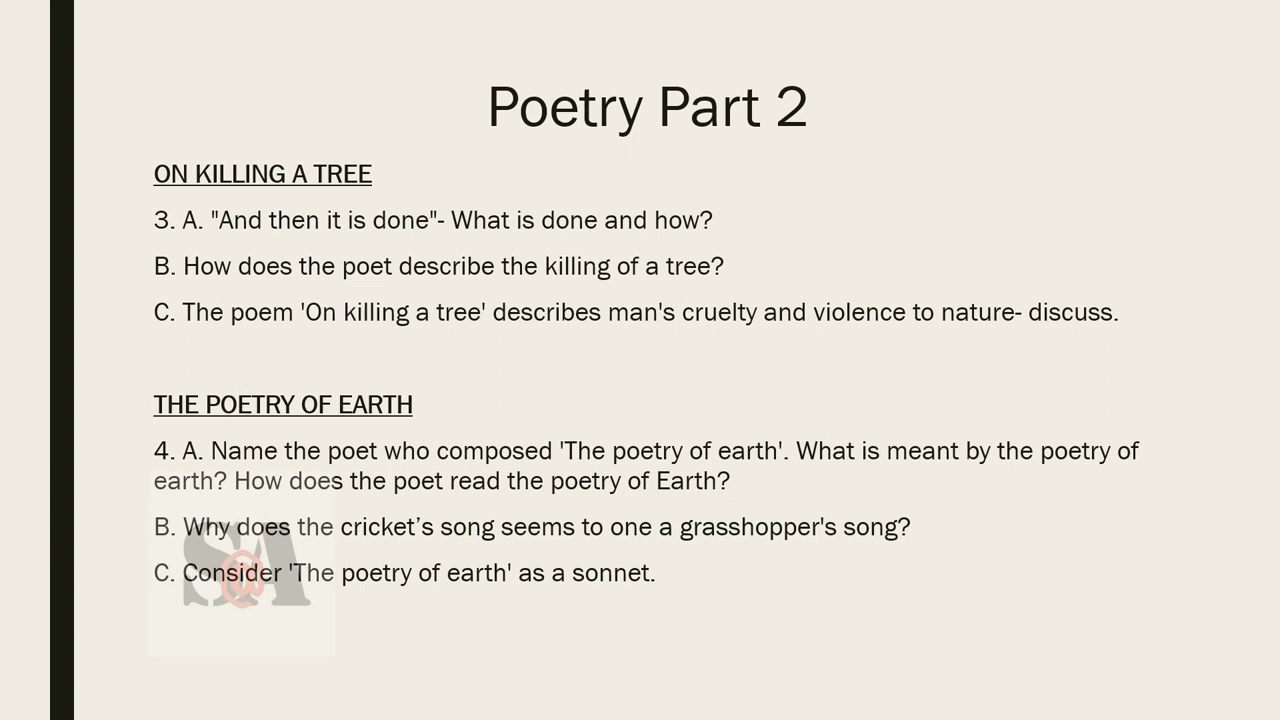 Poetry Part 2
ON KILLING A TREE
3. A. "And then it is done"- What is done and how?
B. How does the poet describe the killing of a tree?
C. The poem 'On killing a tree' describes man's cruelty and violence to nature- discuss.
THE POETRY OF EARTH
4. A. Name the poet who composed 'The poetry of earth'. What is meant by the poetry of
earth? How does the poet read the poetry of Earth?
B. Why does the cricket’s song seems to one a grasshopper's song?
C. Consider 'The poetry of earth' as a sonnet.
S@A